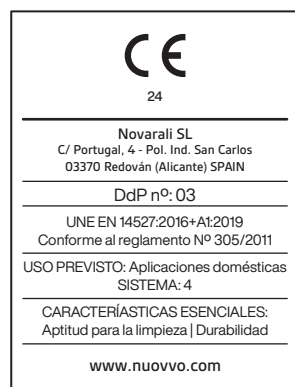 CE
24
Novarali SL
C/ Portugal, 4 - Pol. Ind. San Carlos
03370 Redován (Alicante) SPAIN
DdP nº: 03
UNE EN 14527:2016+A1:2019
Conforme al reglamento Nº 305/2011
USO PREVISTO: Aplicaciones domésticas
SISTEMA: 4
CARACTERÍASTICAS ESENCIALES:
Aptitud para la limpieza | Durabilidad
www.nuovvo.com